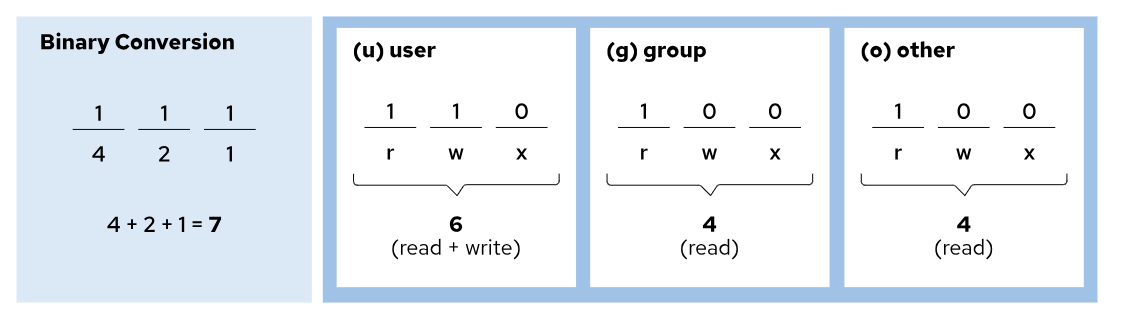 Binary Conversion
1 1 1
4 2 1
4 + 2 + 1 = 7
(u) user
1 1 0
r w x
6
(read + write)
(g) group
1 0 0
r w x
4
(read)
(o) other
1 0 0
r w x
4
(read)